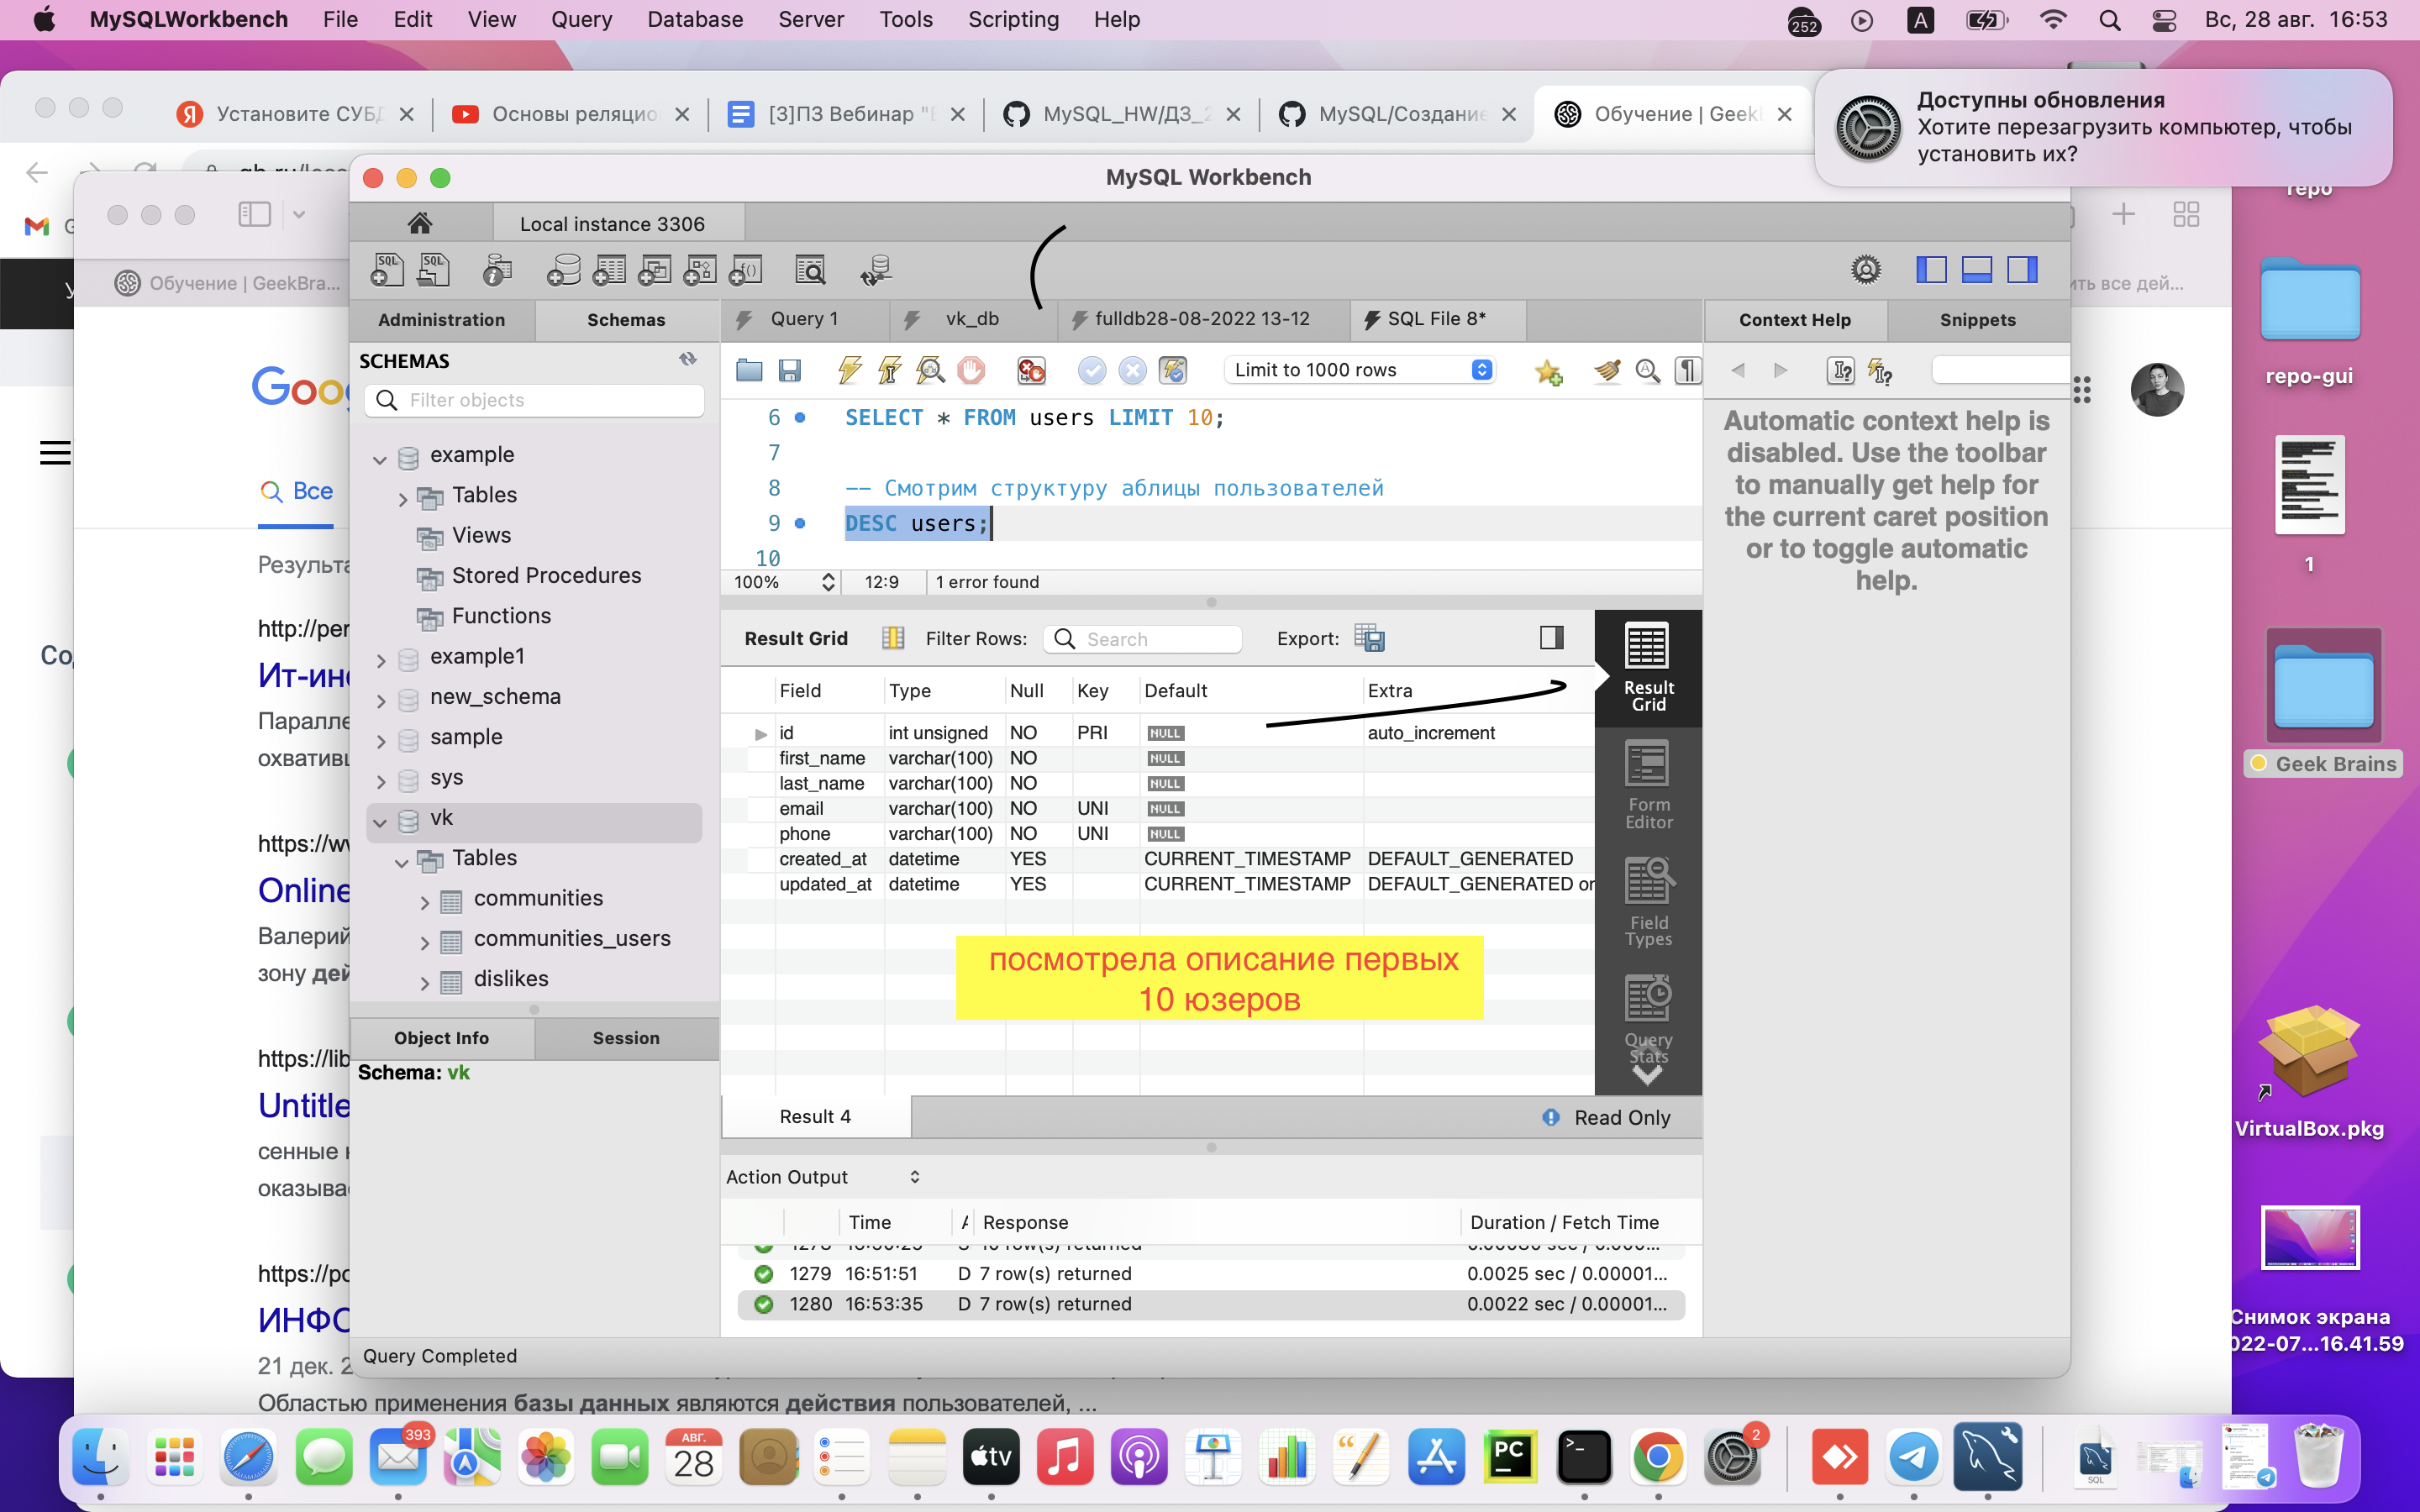 MySQLWorkbench File Edit View Query Database Server Tools Scripting Help
252 A Вс, 28 авг. 16:53
Установите СУБД
Основы реляцио
[3]ПЗ Вебинар "
MySQL_HW/ДЗ_2
MySQL/Создание
Обучение | Geek
Доступны обновления
Хотите перезагрузить компьютер, чтобы
установить их?
MySQL Workbench
repo
Local instance 3306
Обучение | GeekBra...
ить все дей...
Administration Schemas
Query 1 vk_db fulldb28-08-2022 13-12 SQL File 8*
Context Help Snippets
SCHEMAS
Limit to 1000 rows
Filter objects
Goo
repo-gui
6 SELECT * FROM users LIMIT 10;
7
8 -- Смотрим структуру аблицы пользователей
9 DESC users;
10
Automatic context help is
disabled. Use the toolbar
to manually get help for
the current caret position
or to toggle automatic
help.
1
100% 12:9 1 error found
example
Tables
Views
Stored Procedures
Functions
example1
new_schema
sample
sys
vk
Tables
communities
communities_users
dislikes
Все
Результа
http://per
Ит-ин
Паралле
охвативш
Со
https://w
Online
Валерий
зону дей
https://lib
Untitle
сенные
оказыва
https://po
ИНФО
21 дек. 2
Result Grid Filter Rows: Search Export:
Field Type Null Key Default Extra
id int unsigned NO PRI NULL auto_increment
first_name varchar(100) NO NULL
last_name varchar(100) NO NULL
email varchar(100) NO UNI NULL
phone varchar(100) NO UNI NULL
created_at datetime YES CURRENT_TIMESTAMP DEFAULT_GENERATED
updated_at datetime YES CURRENT_TIMESTAMP DEFAULT_GENERATED or
посмотрела описание первых
10 юзеров
Result
Grid
Form
Editor
Field
Types
Query
Stats
Geek Brains
Object Info Session
Schema: vk
Result 4 Read Only
Action Output
Time A Response Duration / Fetch Time
1279 16:51:51 D 7 row(s) returned 0.0025 sec / 0.00001...
1280 16:53:35 D 7 row(s) returned 0.0022 sec / 0.00001...
Query Completed
VirtualBox.pkg
Снимок экрана
022-07...16.41.59
Областью применения базы данных являются действия пользователей, ...
393
АВГ.
28
tv
PC
2
SQL